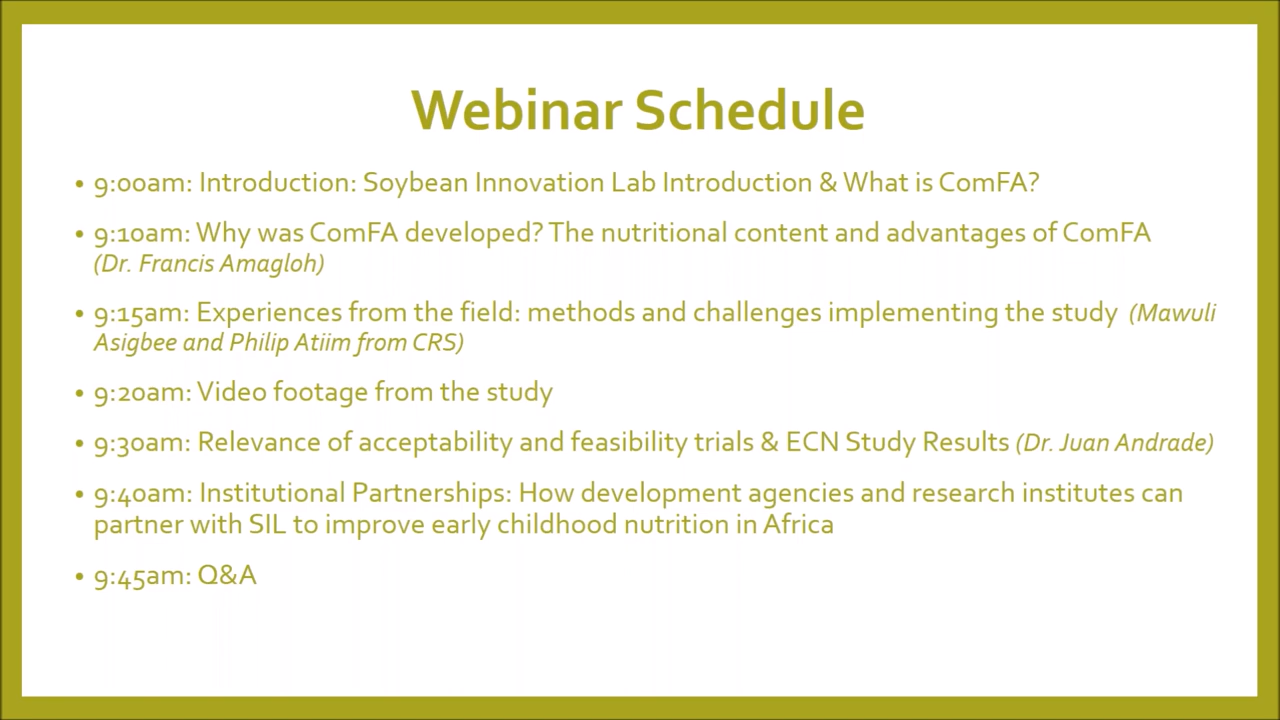 Webinar Schedule
• 9:00am: Introduction: Soybean Innovation Lab Introduction & What is ComFA?
• 9:10am: Why was ComFA developed? The nutritional content and advantages of ComFA
(Dr. Francis Amagloh)
• 9:15am: Experiences from the field: methods and challenges implementing the study (Mawuli
Asigbee and Philip Atiim from CRS)
• 9:20am: Video footage from the study
• 9:30am: Relevance of acceptability and feasibility trials & ECN Study Results (Dr. Juan Andrade)
• 9:40am: Institutional Partnerships: How development agencies and research institutes can
partner with SIL to improve early childhood nutrition in Africa
• 9:45am: Q&A